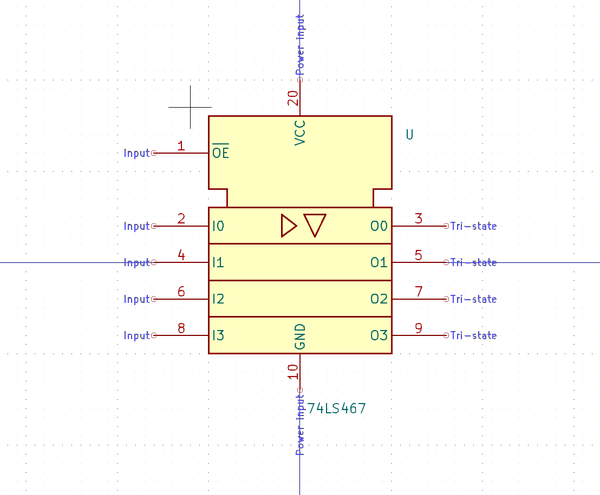 Power input
20
VCC
U
Input 1 OE
Input 2 I0 O0 3 Tri-state
Input 4 I1 O1 5 Tri-state
Input 6 I2 O2 7 Tri-state
Input 8 I3 O3 9 Tri-state
GND
10
74LS467
Power input